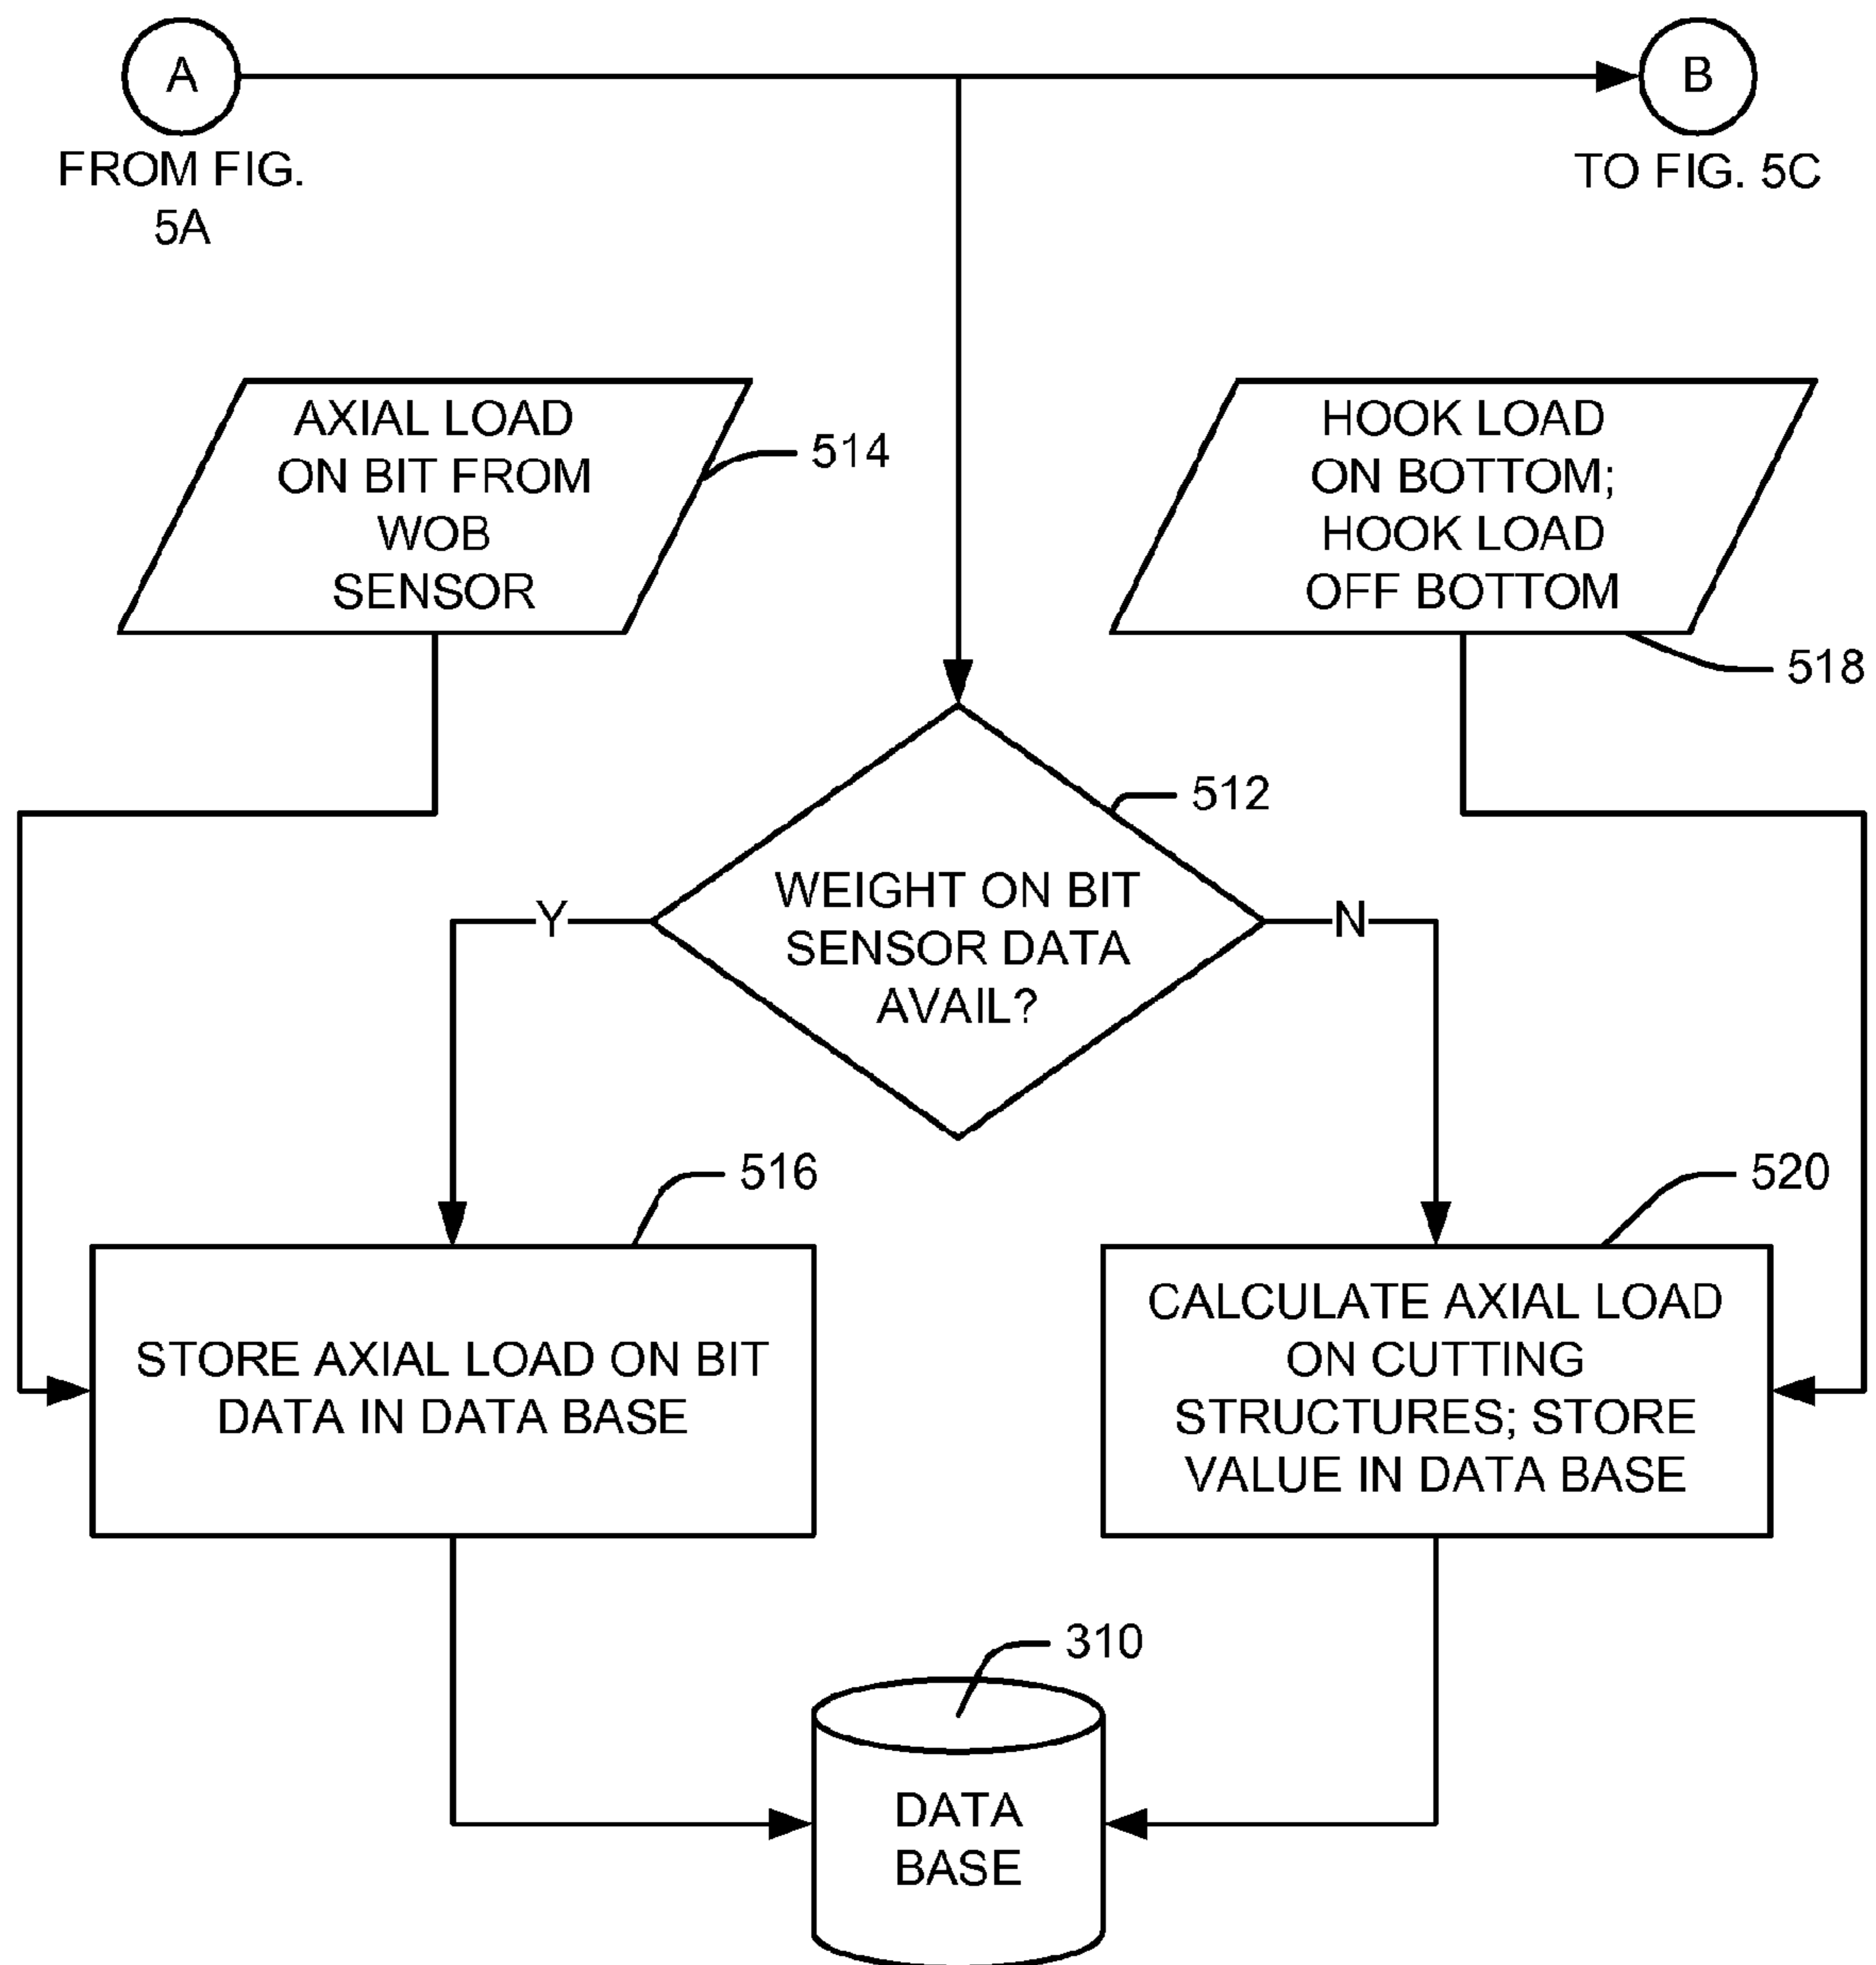 A
B
FROM FIG.
5A
TO FIG. 5C
AXIAL LOAD
ON BIT FROM
WOB
SENSOR
514
HOOK LOAD
ON BOTTOM;
HOOK LOAD
OFF BOTTOM
518
512
WEIGHT ON BIT
SENSOR DATA
AVAIL?
Y
N
516
520
STORE AXIAL LOAD ON BIT
DATA IN DATA BASE
CALCULATE AXIAL LOAD
ON CUTTING
STRUCTURES; STORE
VALUE IN DATA BASE
310
DATA
BASE